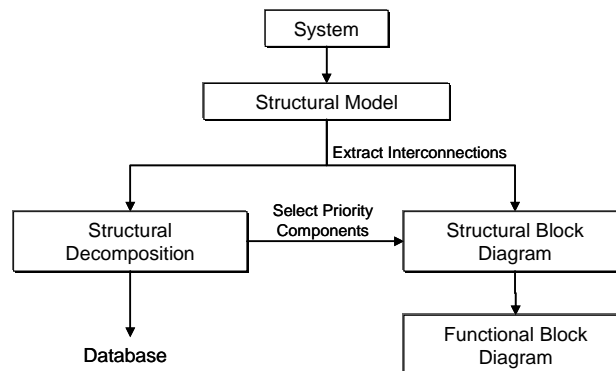 System
Structural Model
Extract Interconnections
Structural
Decomposition
Select Priority
Components
Structural Block
Diagram
Database
Functional Block
Diagram